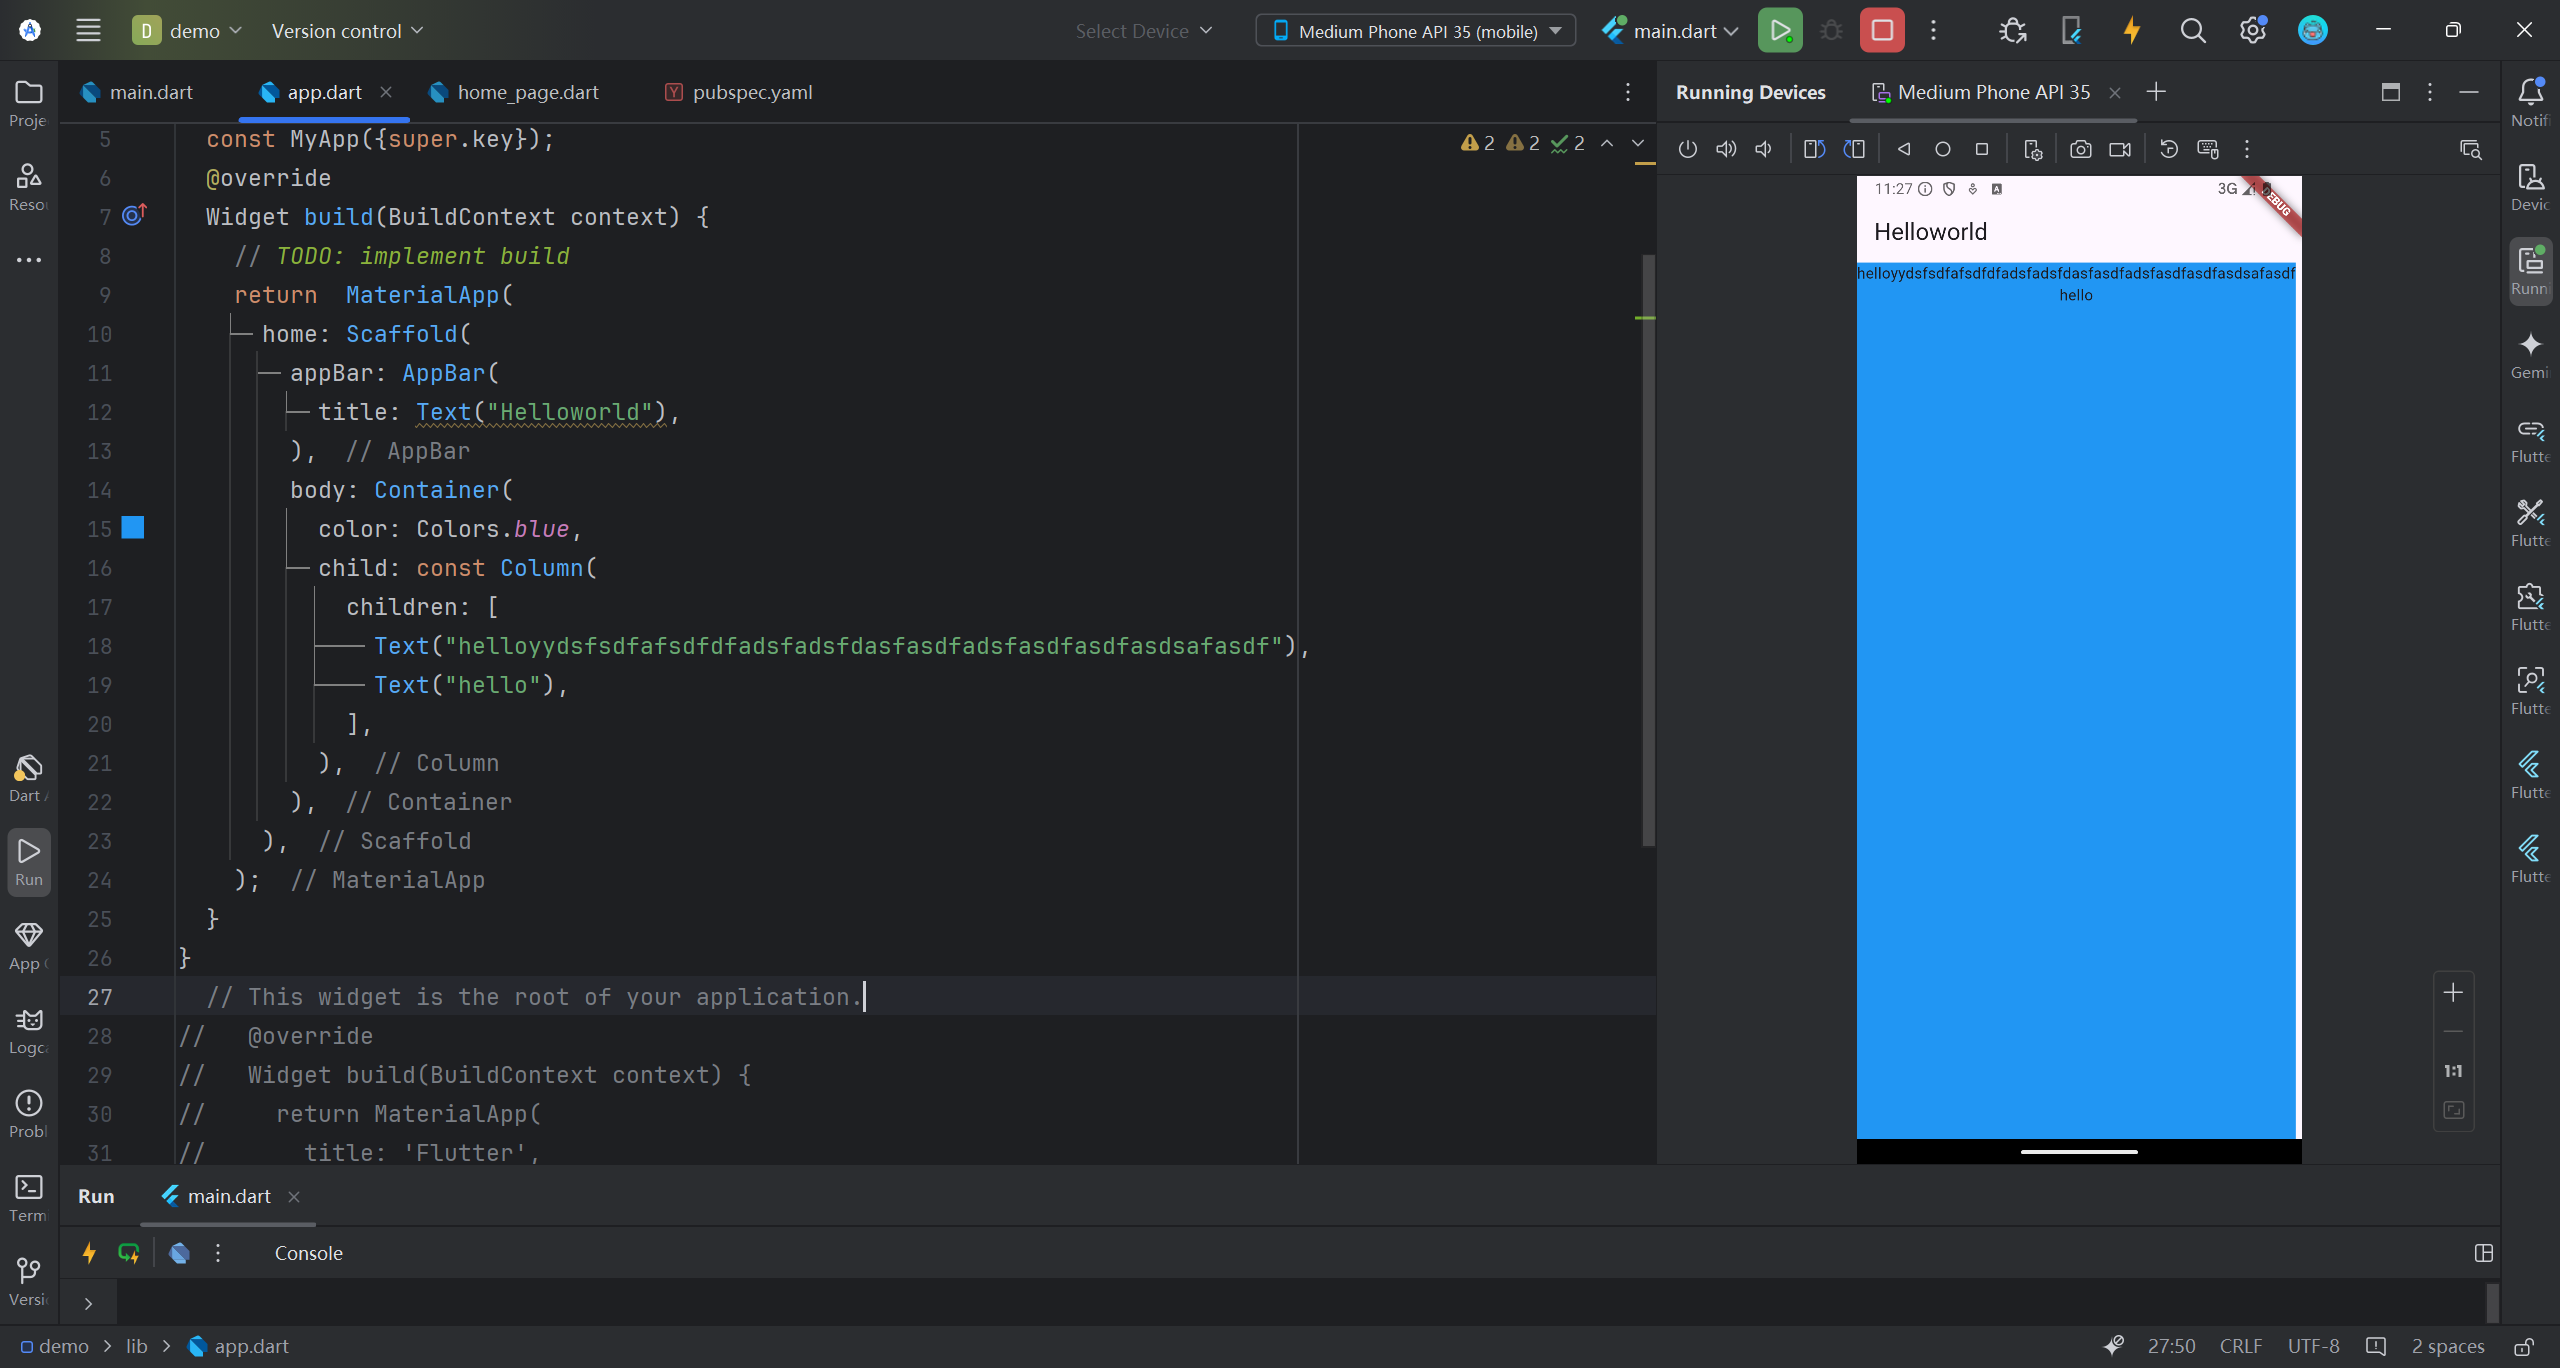 D demo Version control Select Device Medium Phone API 35 (mobile) main.dart
main.dart app.dart home_page.dart pubspec.yaml
Running Devices Medium Phone API 35
2 2 2
5 const MyApp({super.key});
6 @override
7 Widget build(BuildContext context) {
8 // TODO: implement build
9 return  MaterialApp(
10 home: Scaffold(
11 appBar: AppBar(
12 title: Text("Helloworld"),
13 ),  // AppBar
14 body: Container(
15 color: Colors.blue,
16 child: const Column(
17 children: [
18 Text("helloyydsfsdfafsdfdfadsfadsfdasfasdfadsfasdfasdfasdsafasdf"),
19 Text("hello"),
20 ],
21 ),  // Column
22 ),  // Container
23 ),  // Scaffold
24 );  // MaterialApp
25 }
26 }
27 // This widget is the root of your application.
28 //   @override
29 //   Widget build(BuildContext context) {
30 //     return MaterialApp(
31 //       title: 'Flutter',
11:27 3G
Helloworld
helloyydsfsdfafsdfdfadsfadsfdasfasdfadsfasdfasdfasdsafasdf
hello
1:1
Proje
Reso
Dart
Run
App
Logc
Probl
Term
Versi
Notif
Devic
Runn
Gemi
Flutte
Flutte
Flutte
Flutte
Flutte
Flutte
Run main.dart
Console
demo > lib > app.dart 27:50 CRLF UTF-8 2 spaces